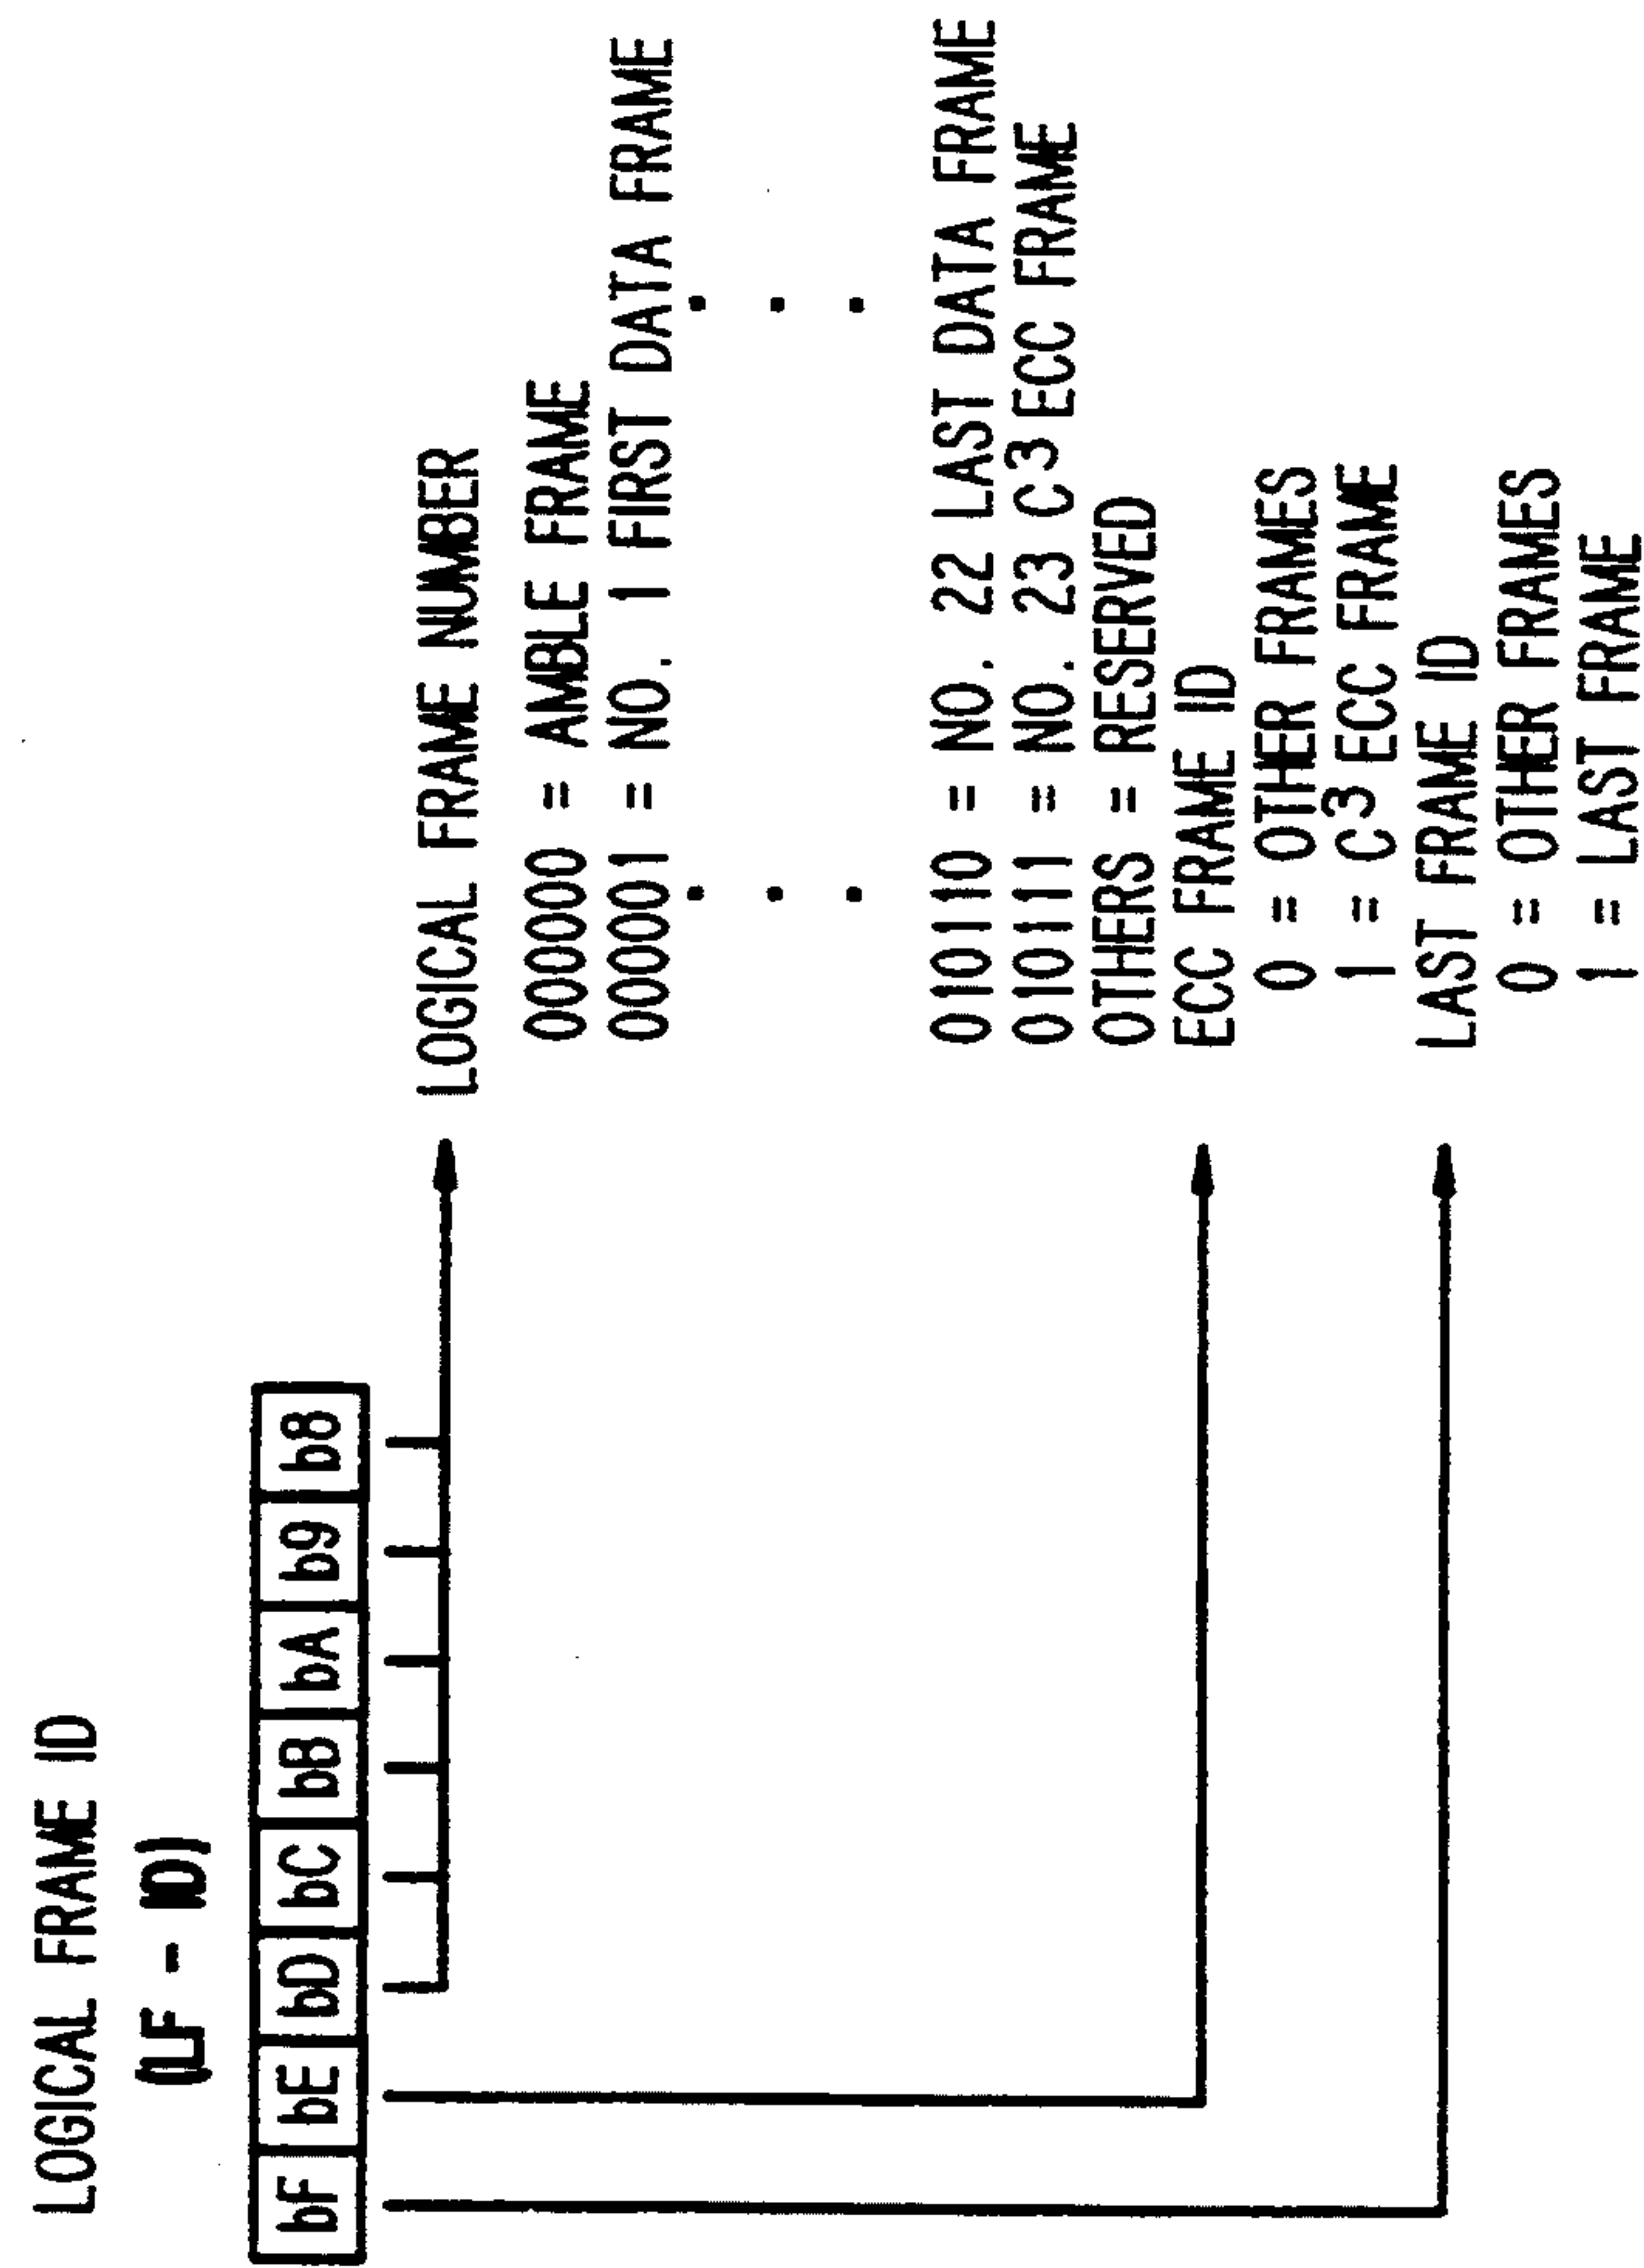 LOGICAL FRAME ID
(LF - ID)
bF bE bD bC bB bA b9 b8
LOGICAL FRAME NUMBER
000000 = AMBLE FRAME
000001 = NO. 1 FIRST DATA FRAME
. .
. .
. .
010110 = NO. 22 LAST DATA FRAME
010111 = NO. 23 C3 ECC FRAME
OTHERS = RESERVED
ECC FRAME ID
0 = OTHER FRAMES
1 = C3 ECC FRAME
LAST FRAME ID
0 = OTHER FRAMES
1 = LAST FRAME